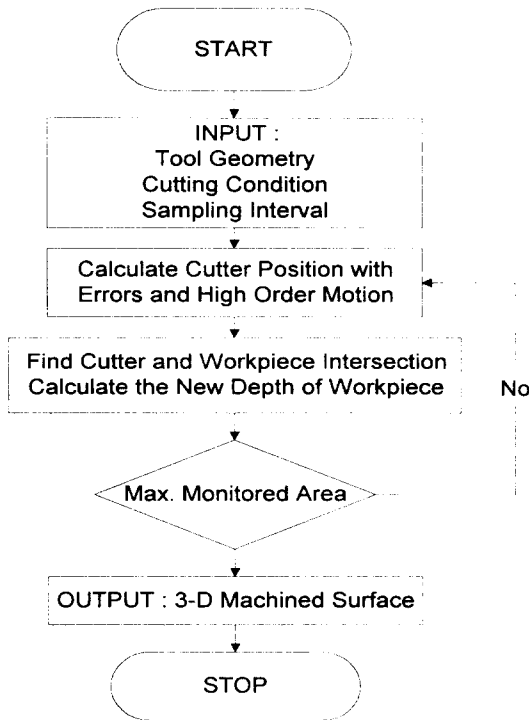 START
INPUT :
Tool Geometry
Cutting Condition
Sampling Interval
Calculate Cutter Position with
Errors and High Order Motion
Find Cutter and Workpiece Intersection
Calculate the New Depth of Workpiece
No
Max. Monitored Area
OUTPUT : 3-D Machined Surface
STOP